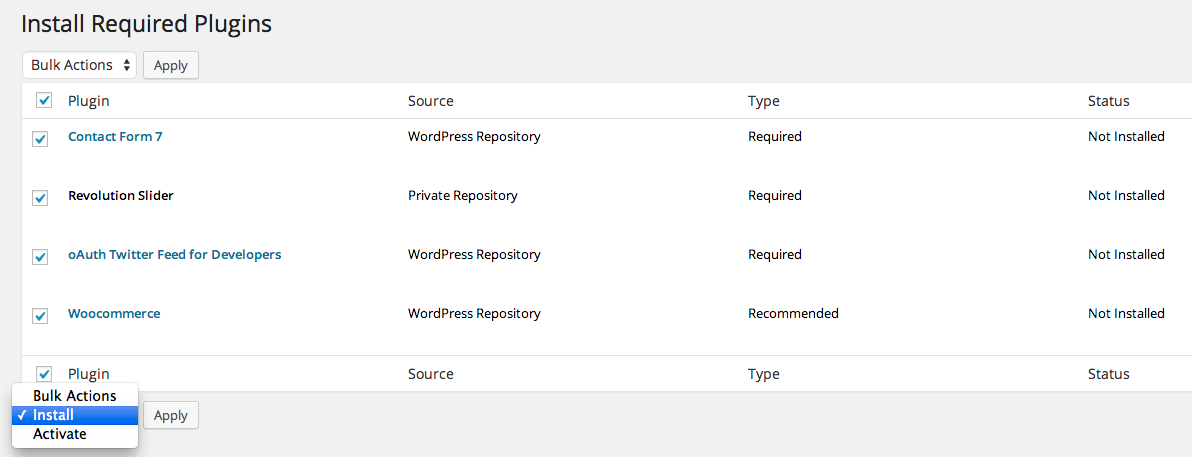 Install Required Plugins
Bulk Actions Apply
Plugin Source Type Status
Contact Form 7 WordPress Repository Required Not Installed
Revolution Slider Private Repository Required Not Installed
oAuth Twitter Feed for Developers WordPress Repository Required Not Installed
Woocommerce WordPress Repository Recommended Not Installed
Plugin Source Type Status
Bulk Actions
Install Apply
Activate